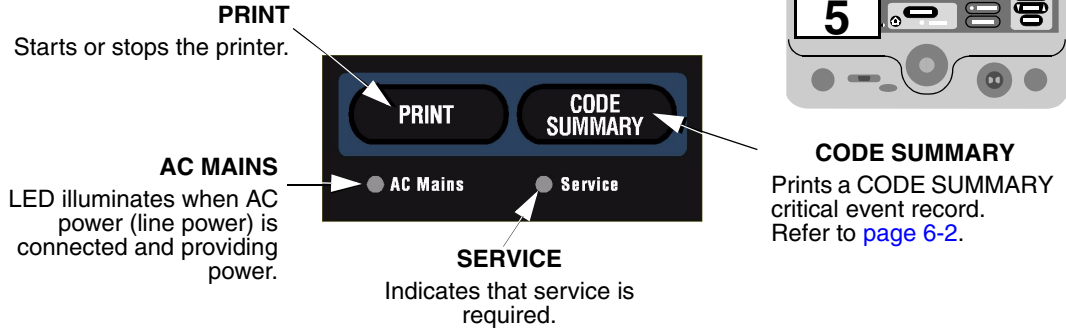 PRINT
Starts or stops the printer.
5
PRINT
CODE
SUMMARY
AC MAINS
LED illuminates when AC
power (line power) is
connected and providing
power.
AC Mains
Service
CODE SUMMARY
Prints a CODE SUMMARY
critical event record.
Refer to page 6-2.
SERVICE
Indicates that service is
required.